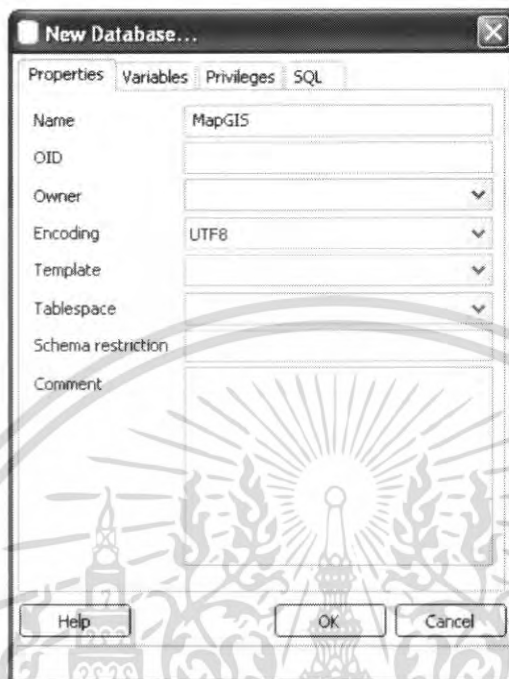 New Database...
Properties Variables Privileges SQL
Name MapGIS
OID
Owner
Encoding UTF8
Template
Tablespace
Schema restriction
Comment
Help OK Cancel